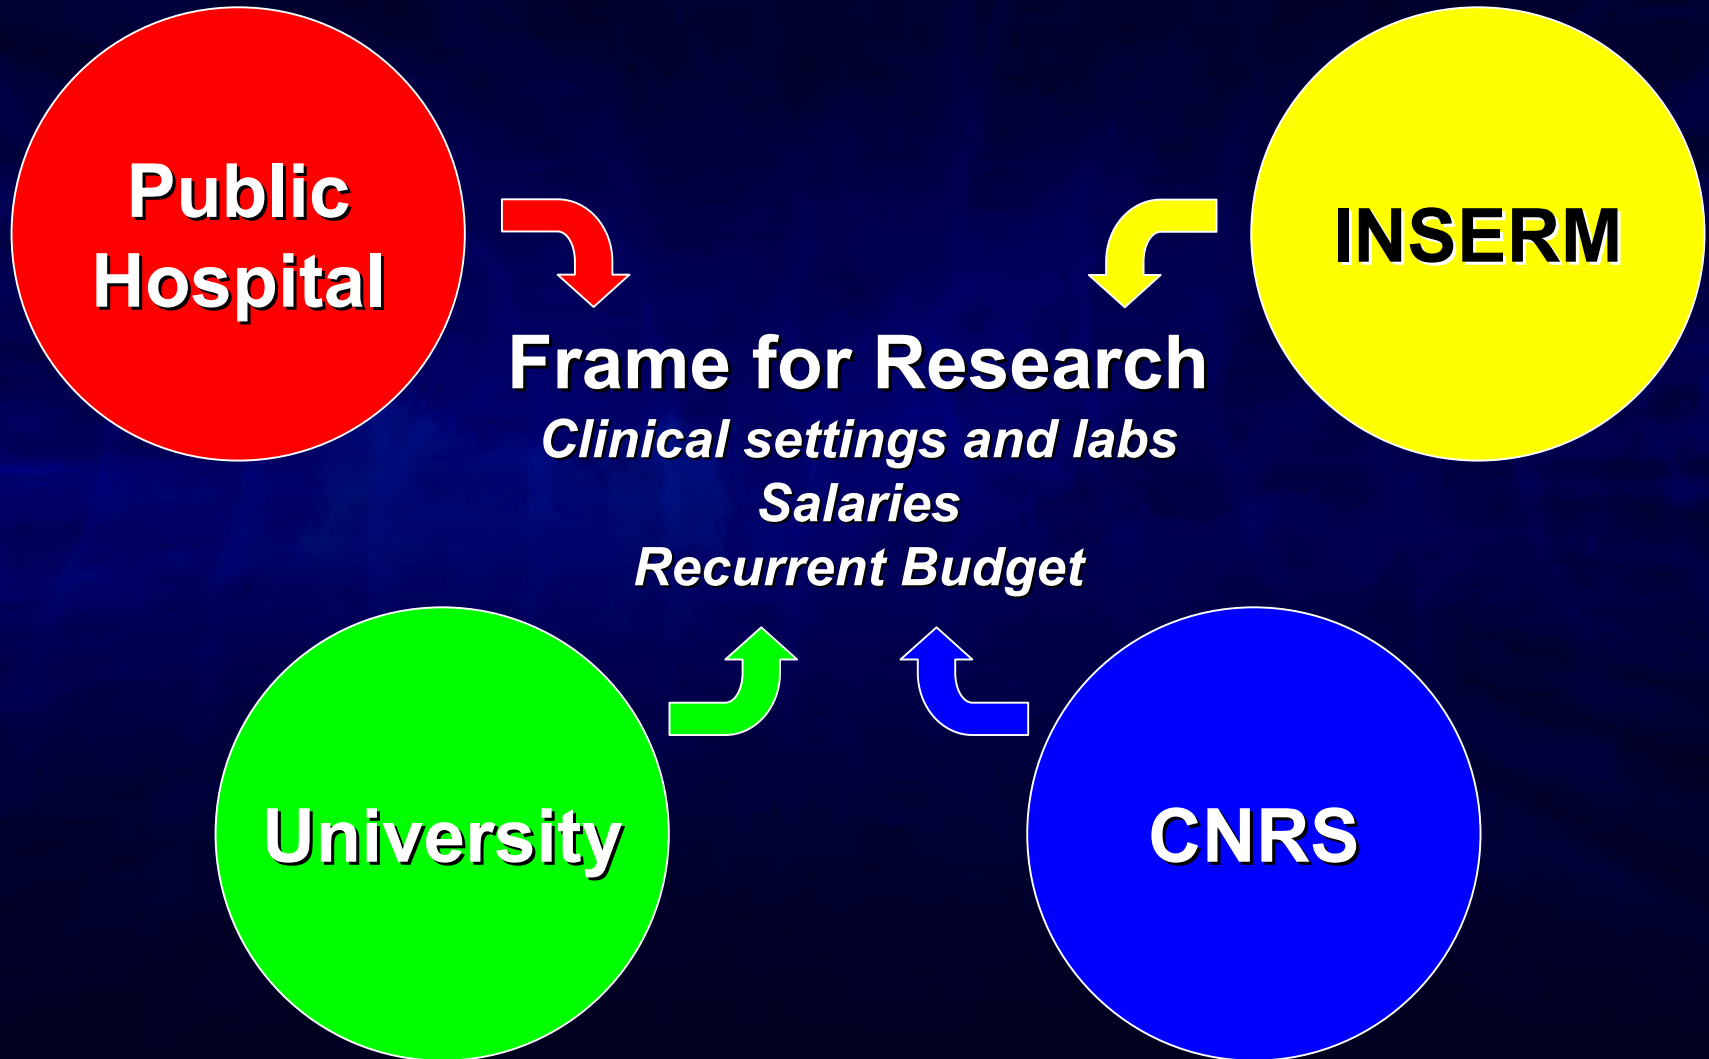 Public
Hospital
INSERM
Frame for Research
Clinical settings and labs
Salaries
Recurrent Budget
University
CNRS